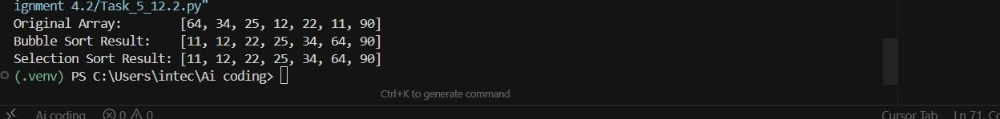 ignment 4.2/Task_5_12.2.py"
Original Array:       [64, 34, 25, 12, 22, 11, 90]
Bubble Sort Result:   [11, 12, 22, 25, 34, 64, 90]
Selection Sort Result: [11, 12, 22, 25, 34, 64, 90]
(.venv) PS C:\Users\intec\Ai coding>
Ctrl+K to generate command
Ai coding 0 0 Cursor Tab Ln 71, Co